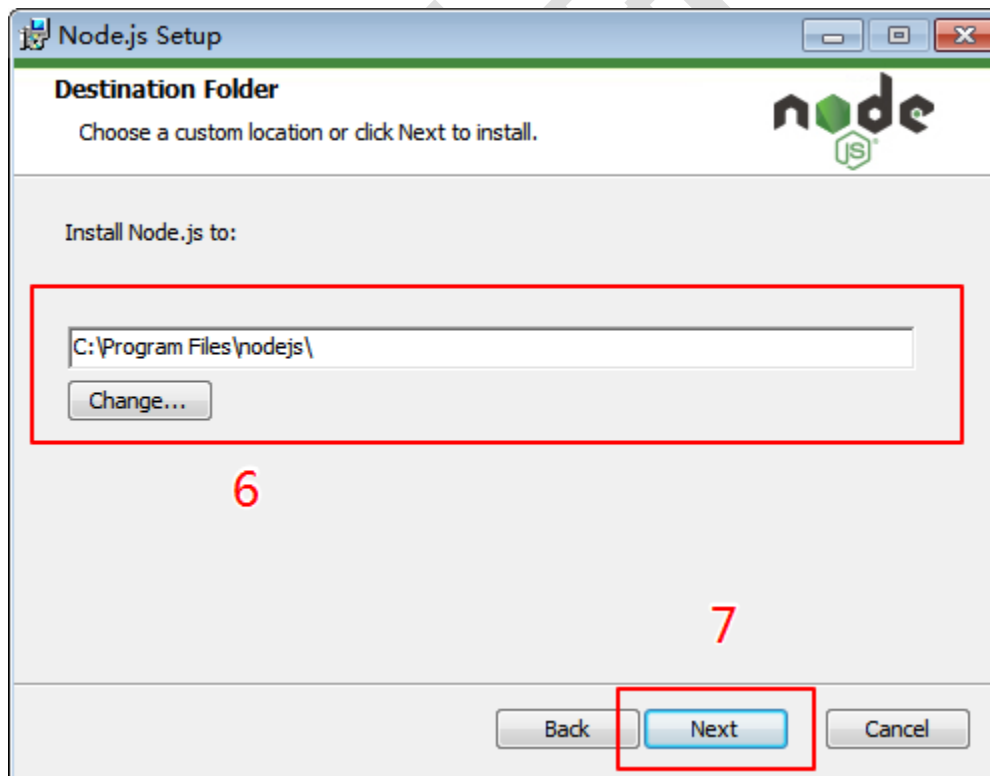 Node.js Setup
Destination Folder
Choose a custom location or click Next to install.
node
JS
Install Node.js to:
C:\Program Files\nodejs\
Change...
6
7
Back Next Cancel